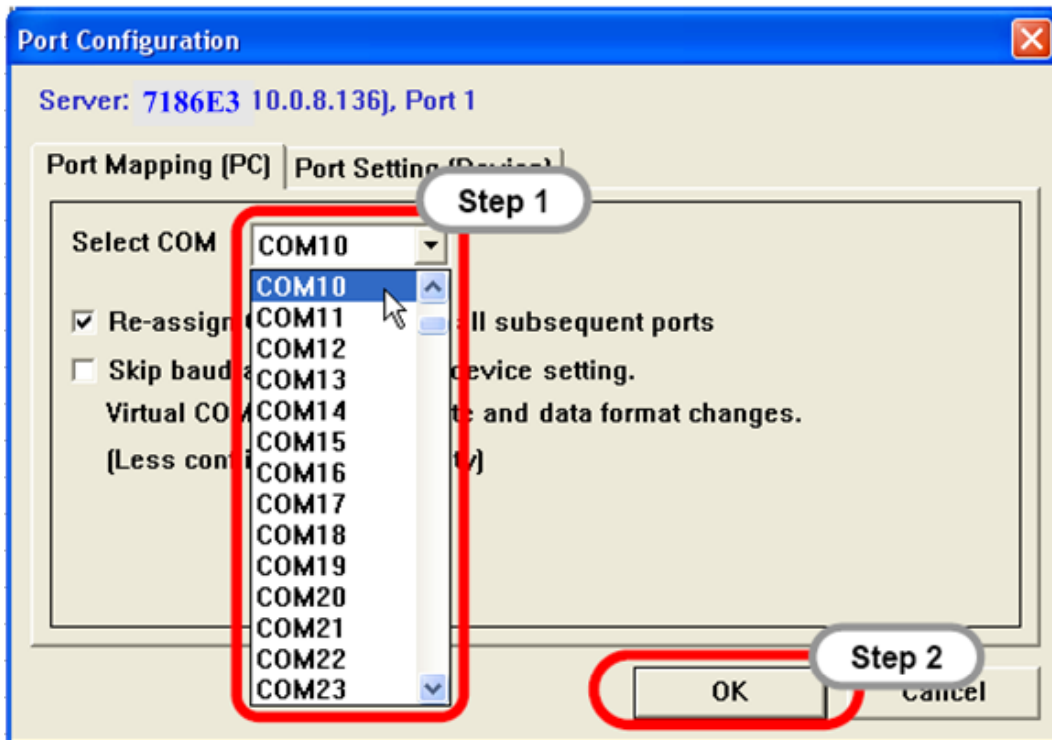 Port Configuration
Server: 7186E3 10.0.8.136), Port 1
Port Mapping (PC) Port Setting
Step 1
Select COM COM10
COM10
COM11
COM12
COM13
COM14
COM15
COM16
COM17
COM18
COM19
COM20
COM21
COM22
COM23
Re-assign all subsequent ports
Skip baud device setting.
Virtual COM and data format changes.
(Less
Step 2
OK Cancel